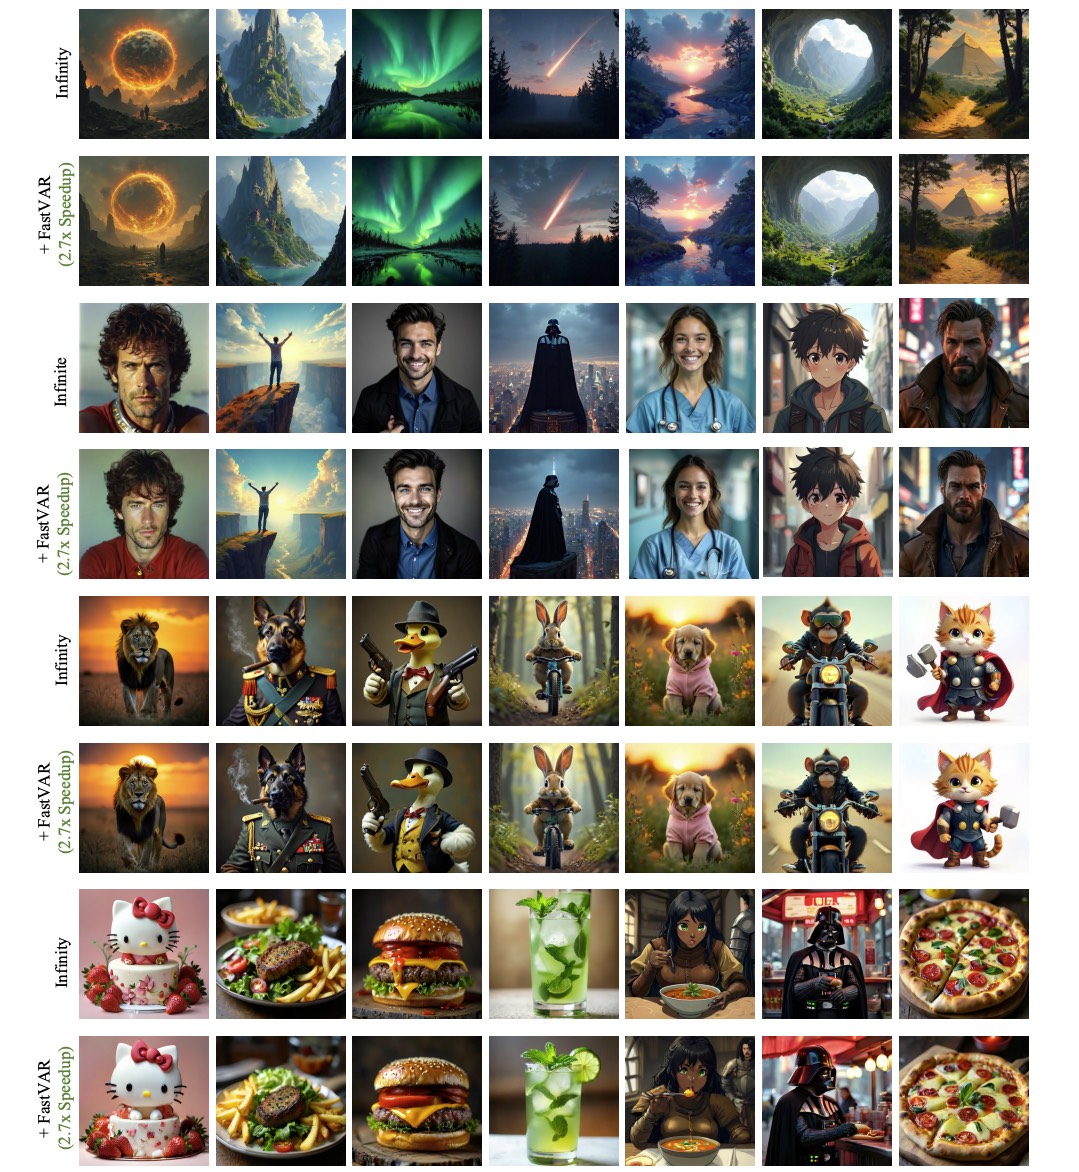 Infinity
+ FastVAR
(2.7x Speedup)
Infinite
+ FastVAR
(2.7x Speedup)
Infinity
+ FastVAR
(2.7x Speedup)
Infinity
+ FastVAR
(2.7x Speedup)